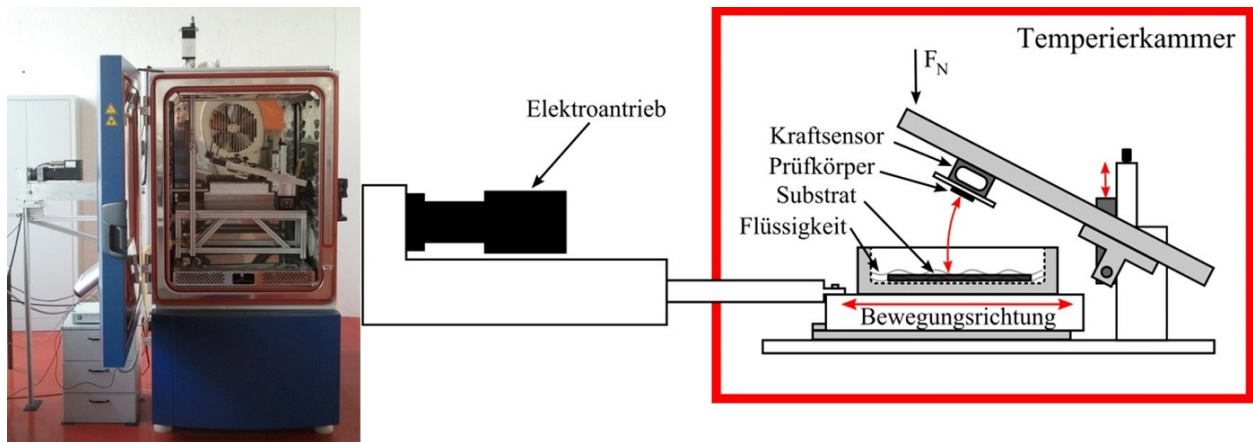 Temperierkammer
F_N
Elektroantrieb
Kraftsensor
Prüfkörper
Substrat
Flüssigkeit
Bewegungsrichtung